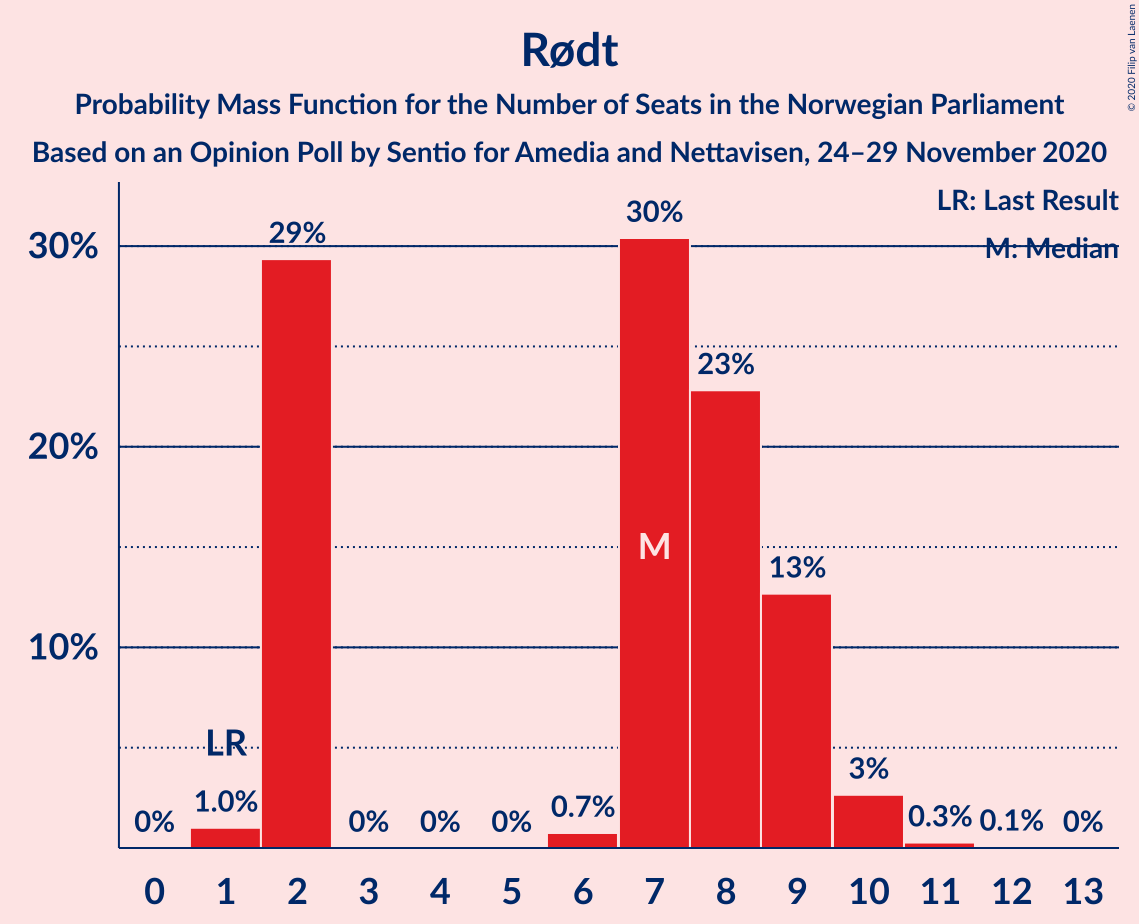 Rødt
Probability Mass Function for the Number of Seats in the Norwegian Parliament
Based on an Opinion Poll by Sentio for Amedia and Nettavisen, 24–29 November 2020
© 2020 Filip van Laenen
LR: Last Result
M: Median
30%
20%
10%
0%
1.0%
LR
29%
0%
0%
0%
0.7%
30%
M
23%
13%
3%
0.3%
0.1%
0%
0 1 2 3 4 5 6 7 8 9 10 11 12 13